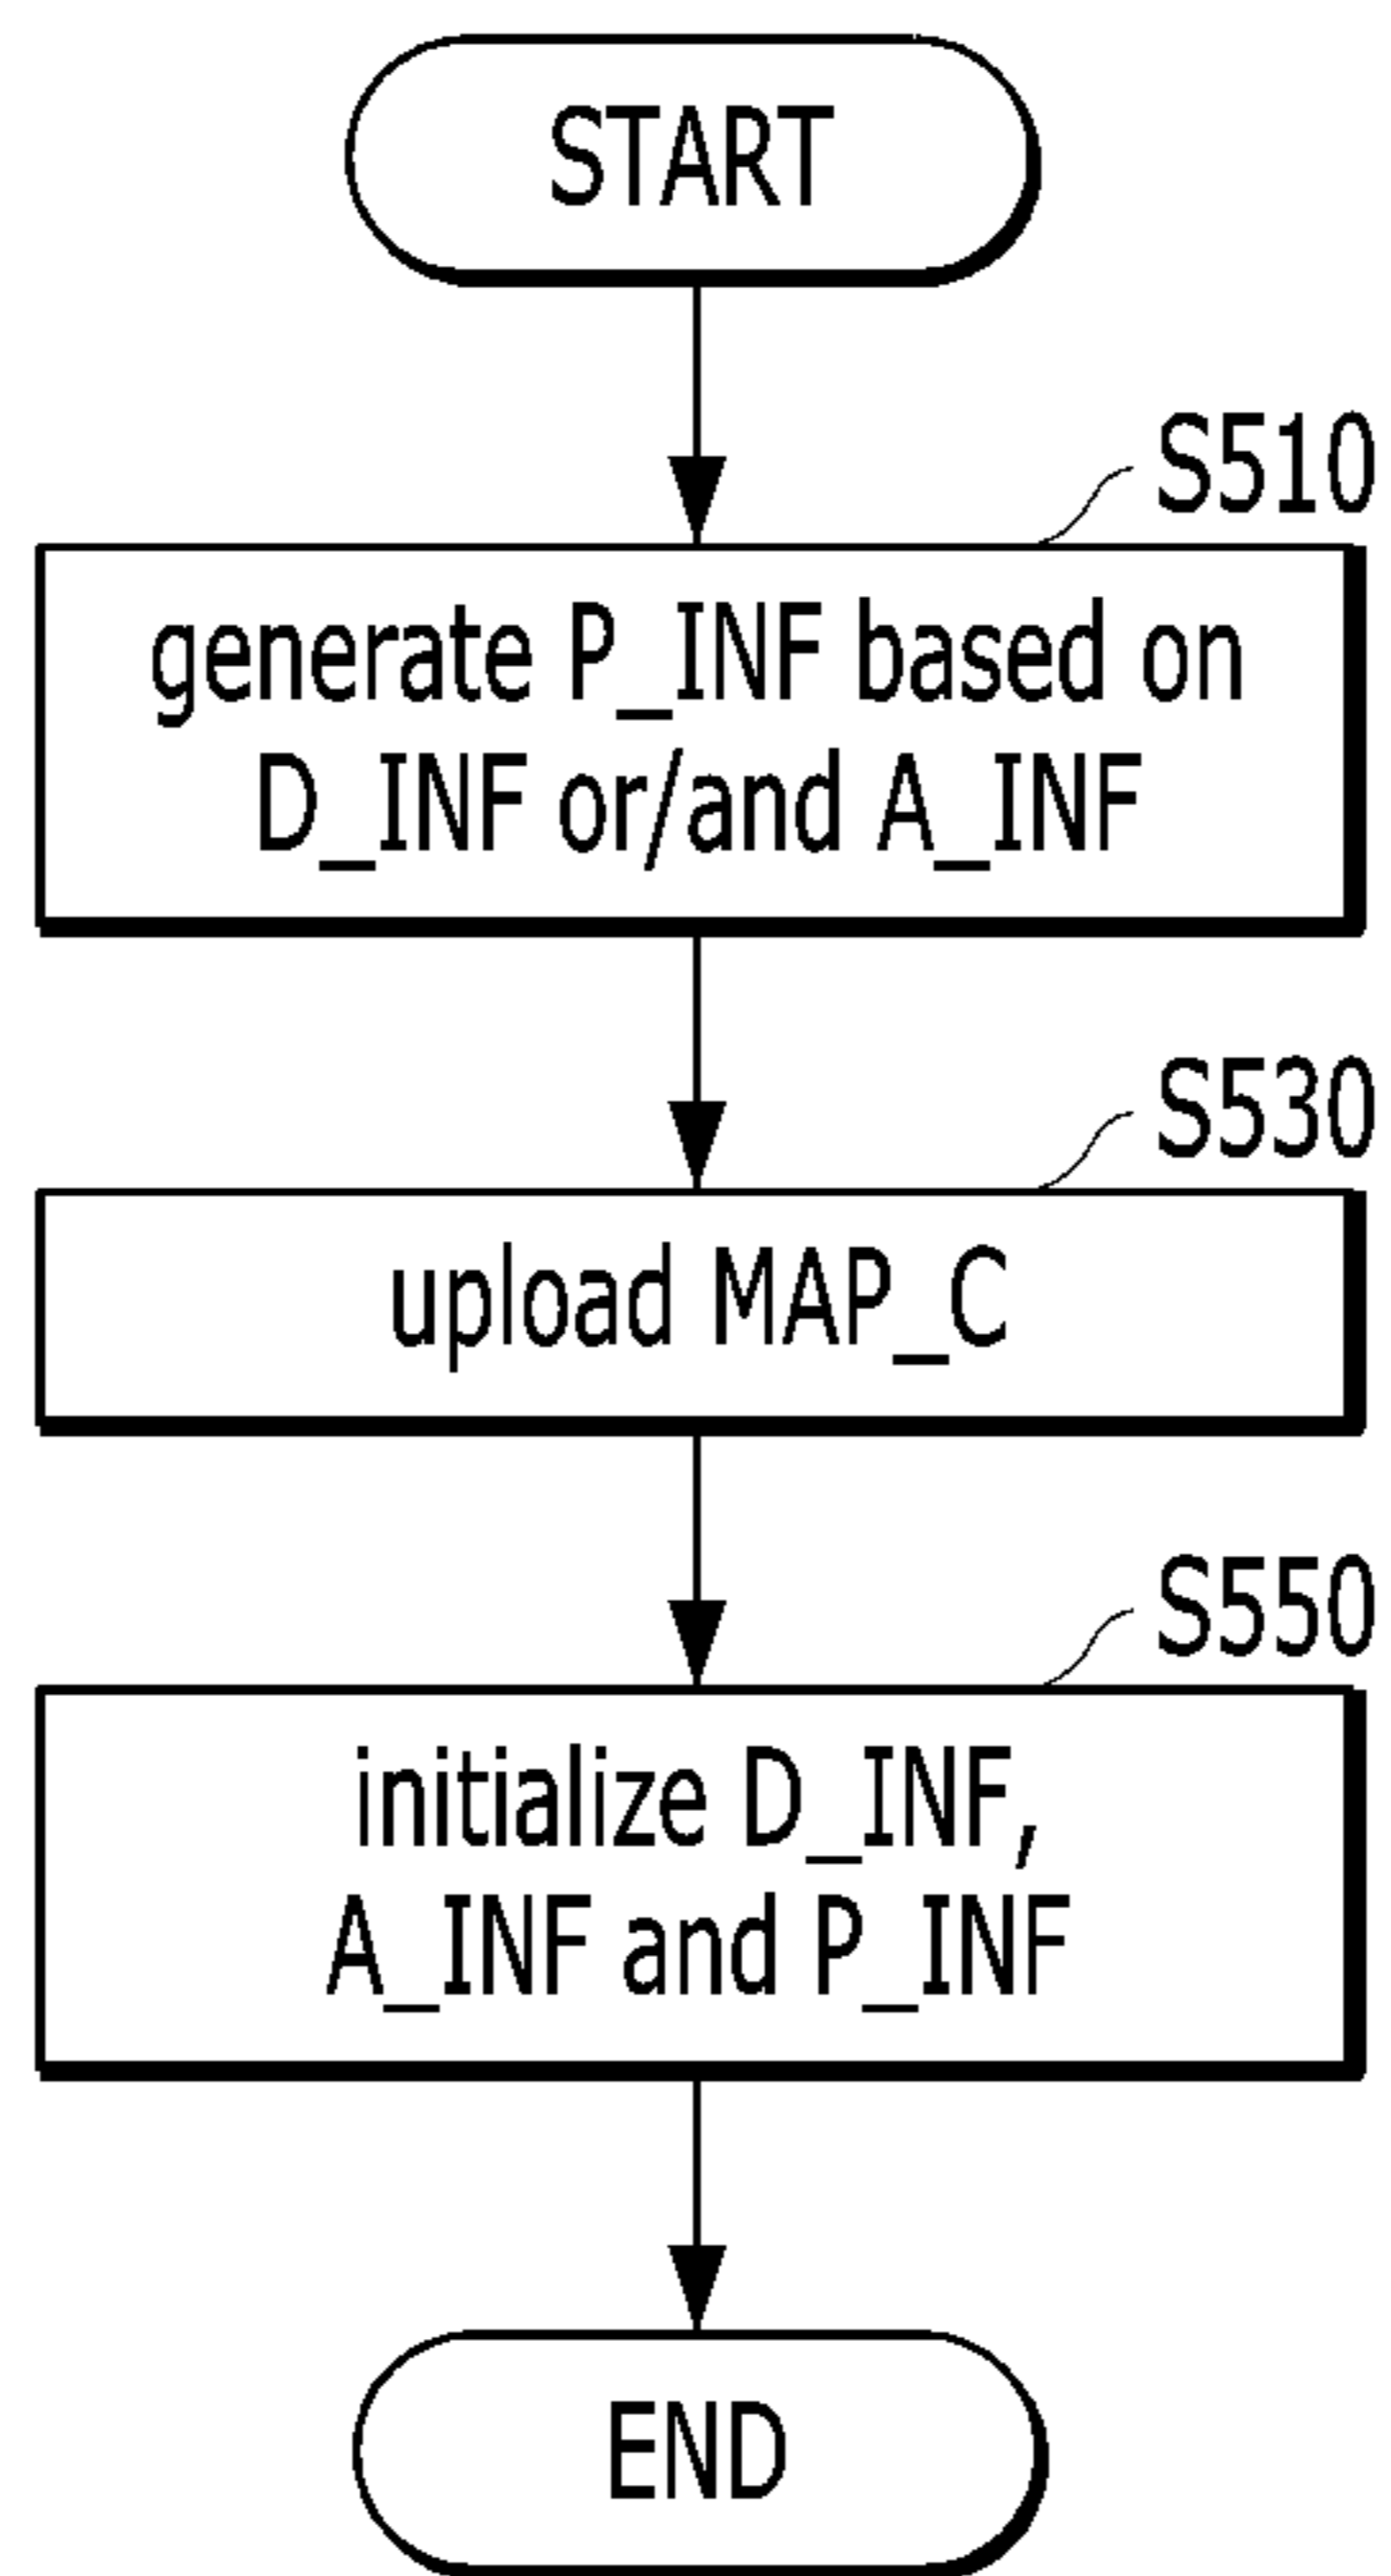 START
S510
generate P_INF based on
D_INF or/and A_INF
S530
upload MAP_C
S550
initialize D_INF,
A_INF and P_INF
END